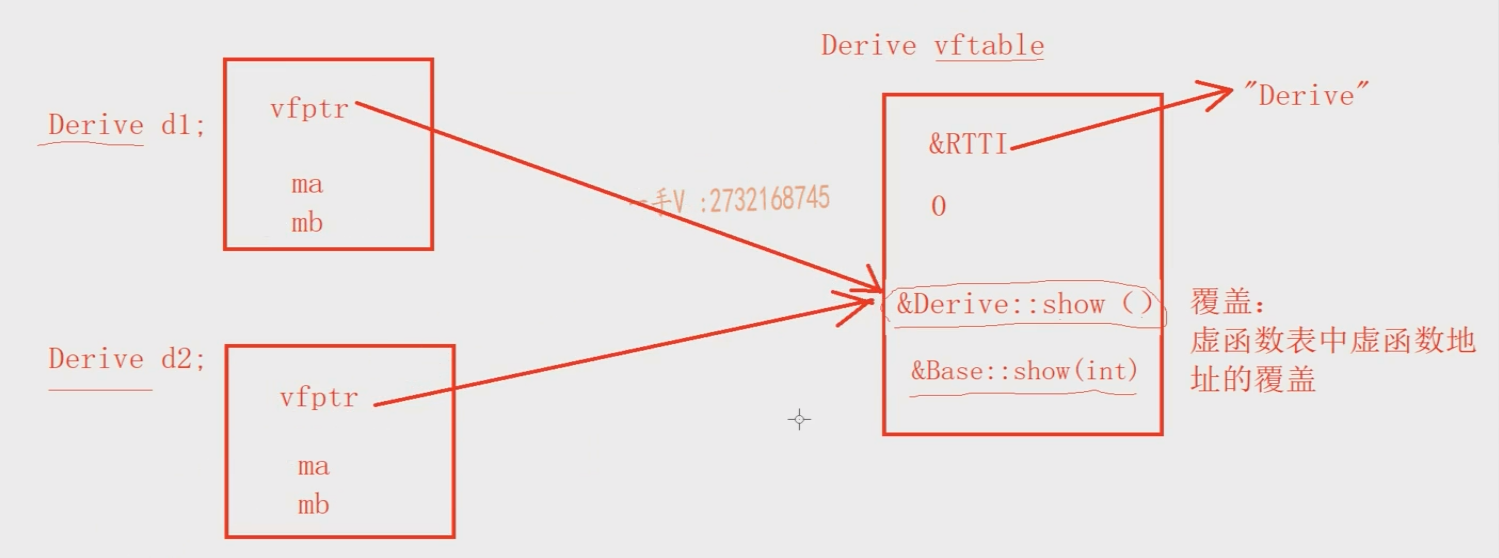 Derive vftable
"Derive"
vfptr
Derive d1;
&RTTI
ma
一手V :2732168745
0
mb
&Derive::show ()
覆盖:
虚函数表中虚函数地
址的覆盖
Derive d2;
&Base::show(int)
vfptr
ma
mb